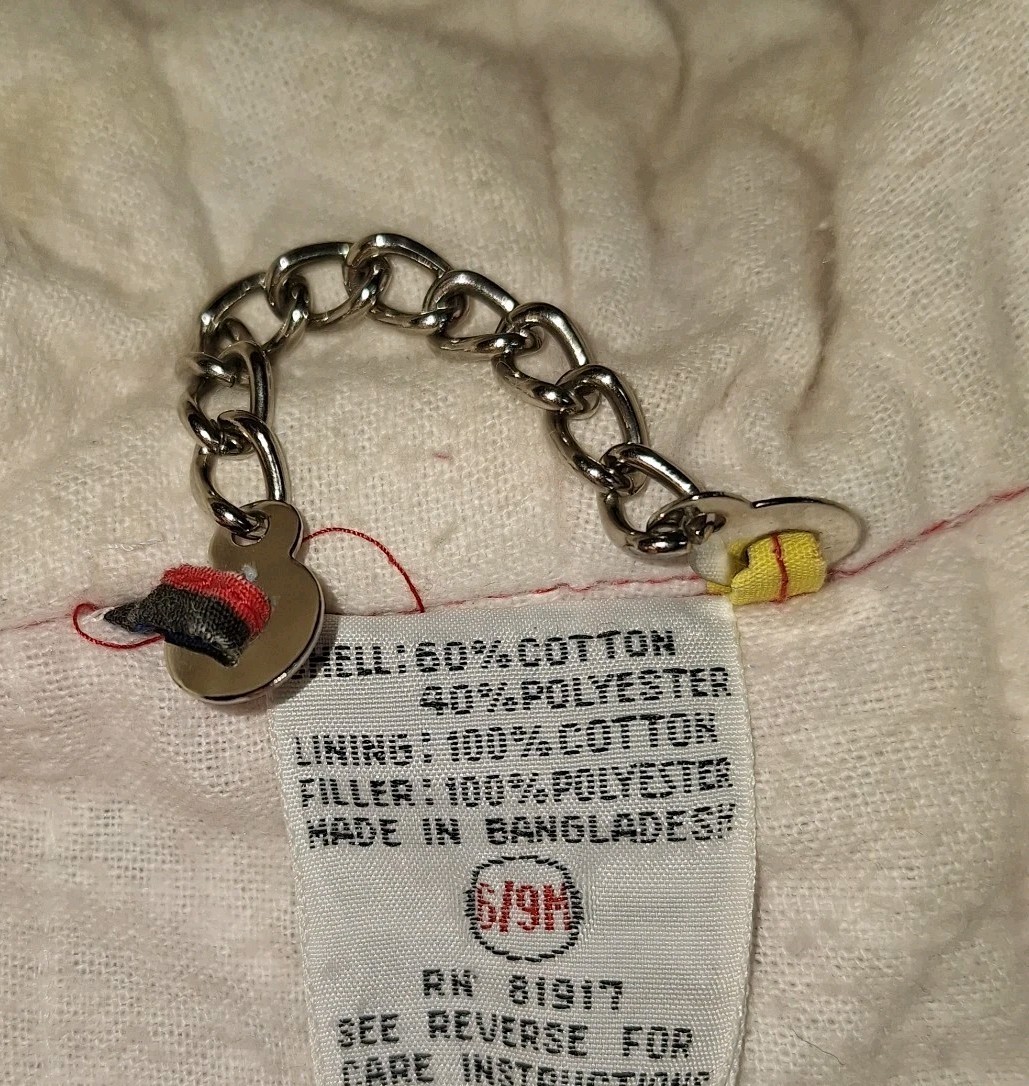 SHELL: 60% COTTON
40% POLYESTER
LINING: 100% COTTON
FILLER: 100% POLYESTER
MADE IN BANGLADESH
6/9M
RN 81917
SEE REVERSE FOR
CARE INSTRUCTIONS